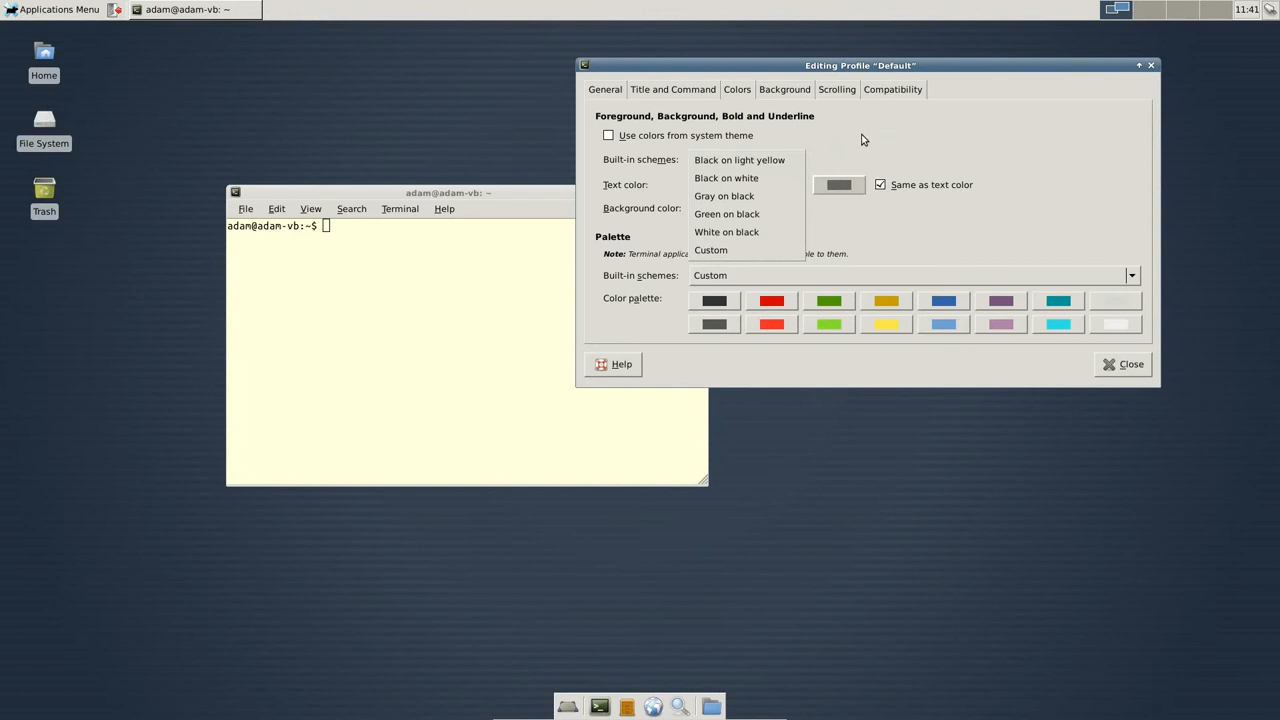 Applications Menu
adam@adam-vb: ~
11:41
Home
File System
Trash
adam@adam-vb: ~
File Edit View Search Terminal Help
adam@adam-vb:~$
Editing Profile “Default”
General Title and Command Colors Background Scrolling Compatibility
Foreground, Background, Bold and Underline
Use colors from system theme
Built-in schemes:
Black on light yellow
Black on white
Gray on black
Green on black
White on black
Custom
Text color:
Same as text color
Background color:
Palette
Note: Terminal applica
le to them.
Built-in schemes: Custom
Color palette:
Help
Close